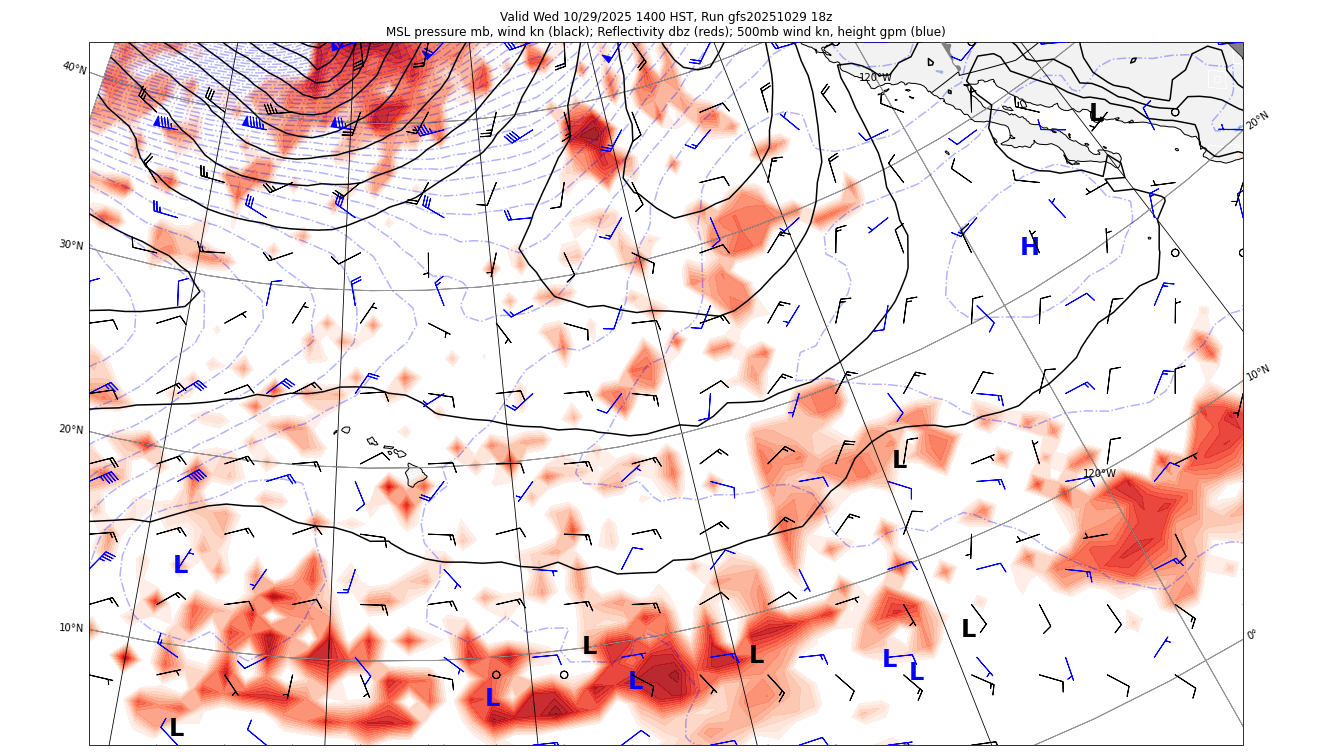 Valid Wed 10/29/2025 1400 HST, Run gfs20251029 18z
MSL pressure mb, wind kn (black); Reflectivity dbz (reds); 500mb wind kn, height gpm (blue)
40°N
120°W
L
20°N
30°N
H
10°N
20°N
L
120°W
L
10°N
L
L
0°
L
L
L
L
L
L
L